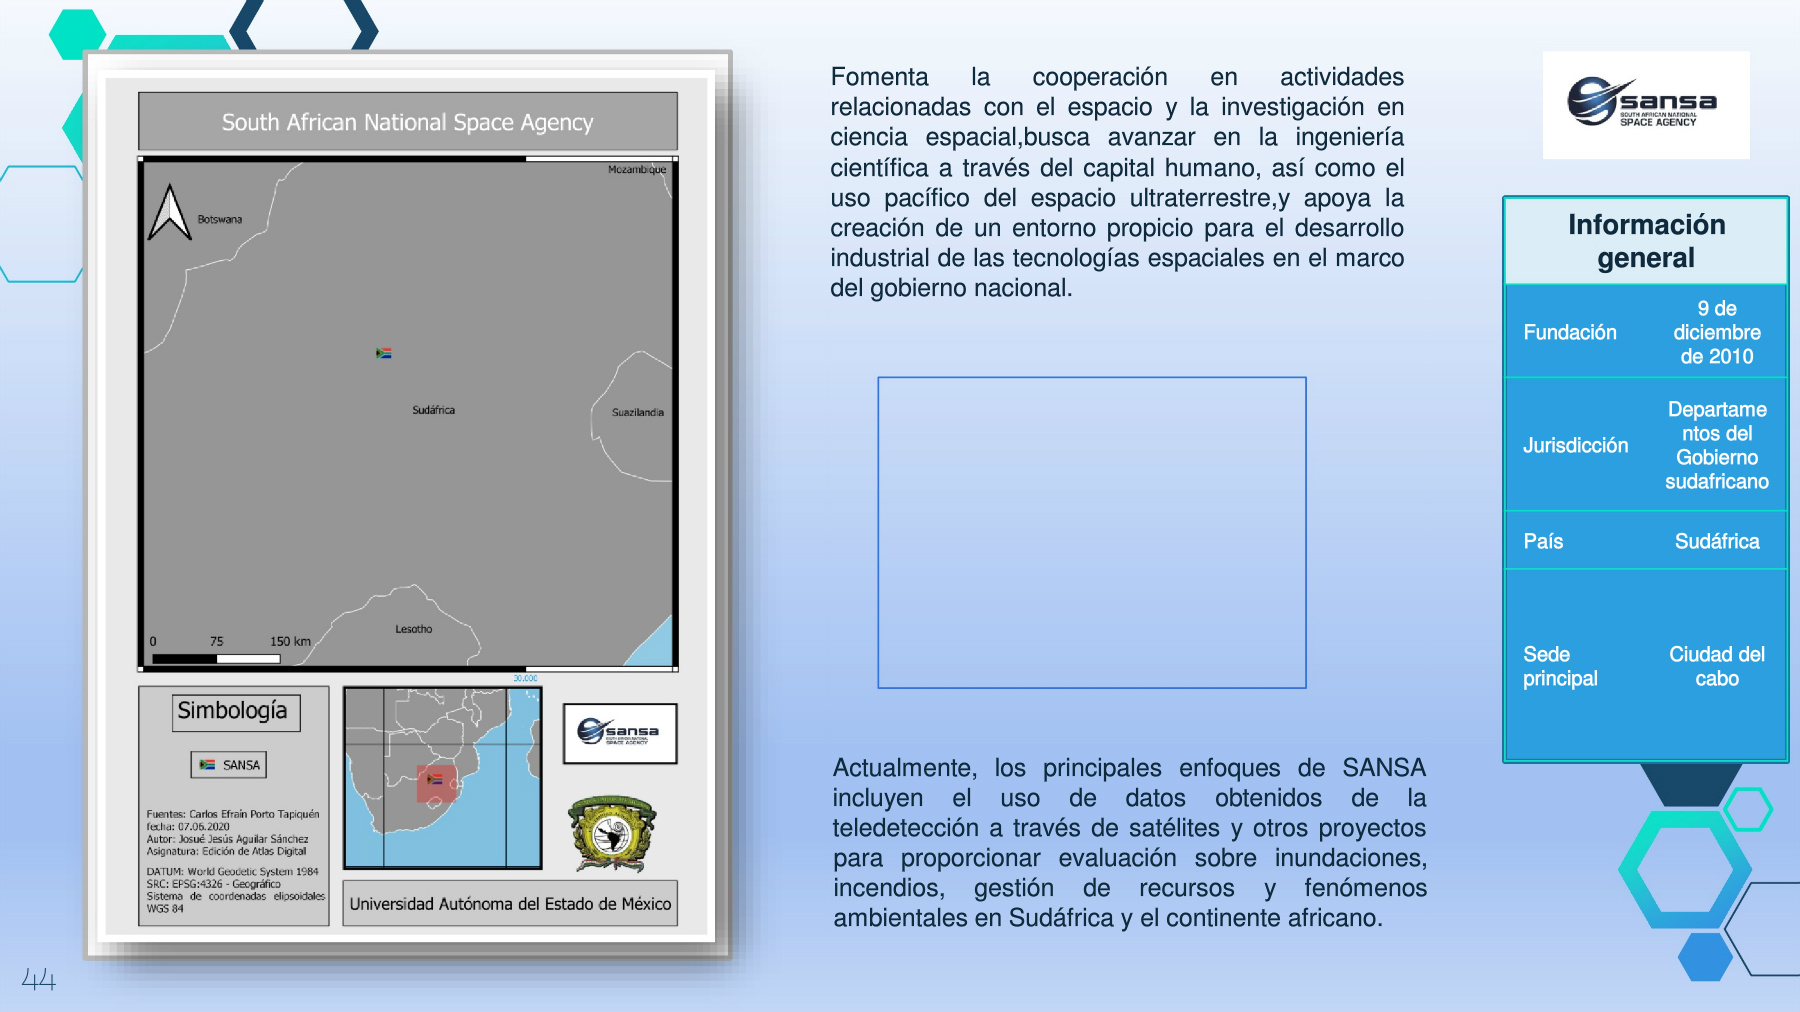 South African National Space Agency
Mozambique
Botswana
Sudáfrica
Suazilandia
Lesotho
0 75 150 km
30.000
Simbología
SANSA
Fuentes: Carlos Efraín Porto Tapiquén
fecha: 07.06.2020
Autor: Josué Jesús Aguilar Sánchez
Asignatura: Edición de Atlas Digital
DATUM: World Geodetic System 1984
SRC: EPSG:4326 - Geográfico
Sistema de coordenadas elipsoidales
WGS 84
sansa
SOUTH AFRICAN NATIONAL
SPACE AGENCY
Universidad Autónoma del Estado de México
44
Fomenta la cooperación en actividades
relacionadas con el espacio y la investigación en
ciencia espacial,busca avanzar en la ingeniería
científica a través del capital humano, así como el
uso pacífico del espacio ultraterrestre,y apoya la
creación de un entorno propicio para el desarrollo
industrial de las tecnologías espaciales en el marco
del gobierno nacional.
Actualmente, los principales enfoques de SANSA
incluyen el uso de datos obtenidos de la
teledetección a través de satélites y otros proyectos
para proporcionar evaluación sobre inundaciones,
incendios, gestión de recursos y fenómenos
ambientales en Sudáfrica y el continente africano.
sansa
SOUTH AFRICAN NATIONAL
SPACE AGENCY
Información
general
Fundación
9 de
diciembre
de 2010
Jurisdicción
Departame
ntos del
Gobierno
sudafricano
País
Sudáfrica
Sede
principal
Ciudad del
cabo